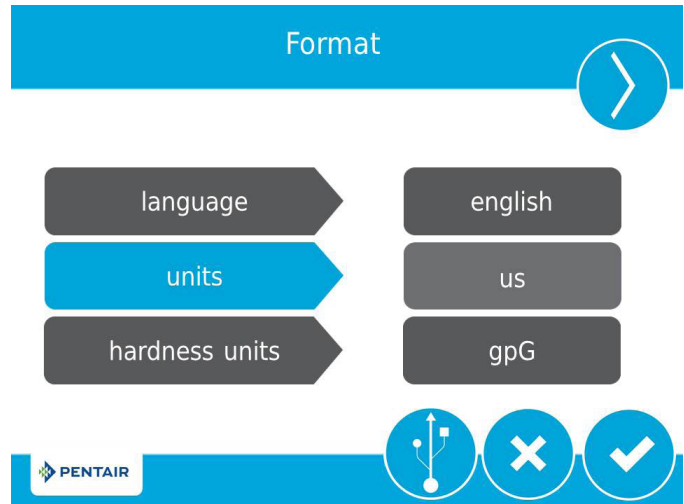 Format
language
english
units
us
hardness units
gpG
PENTAIR